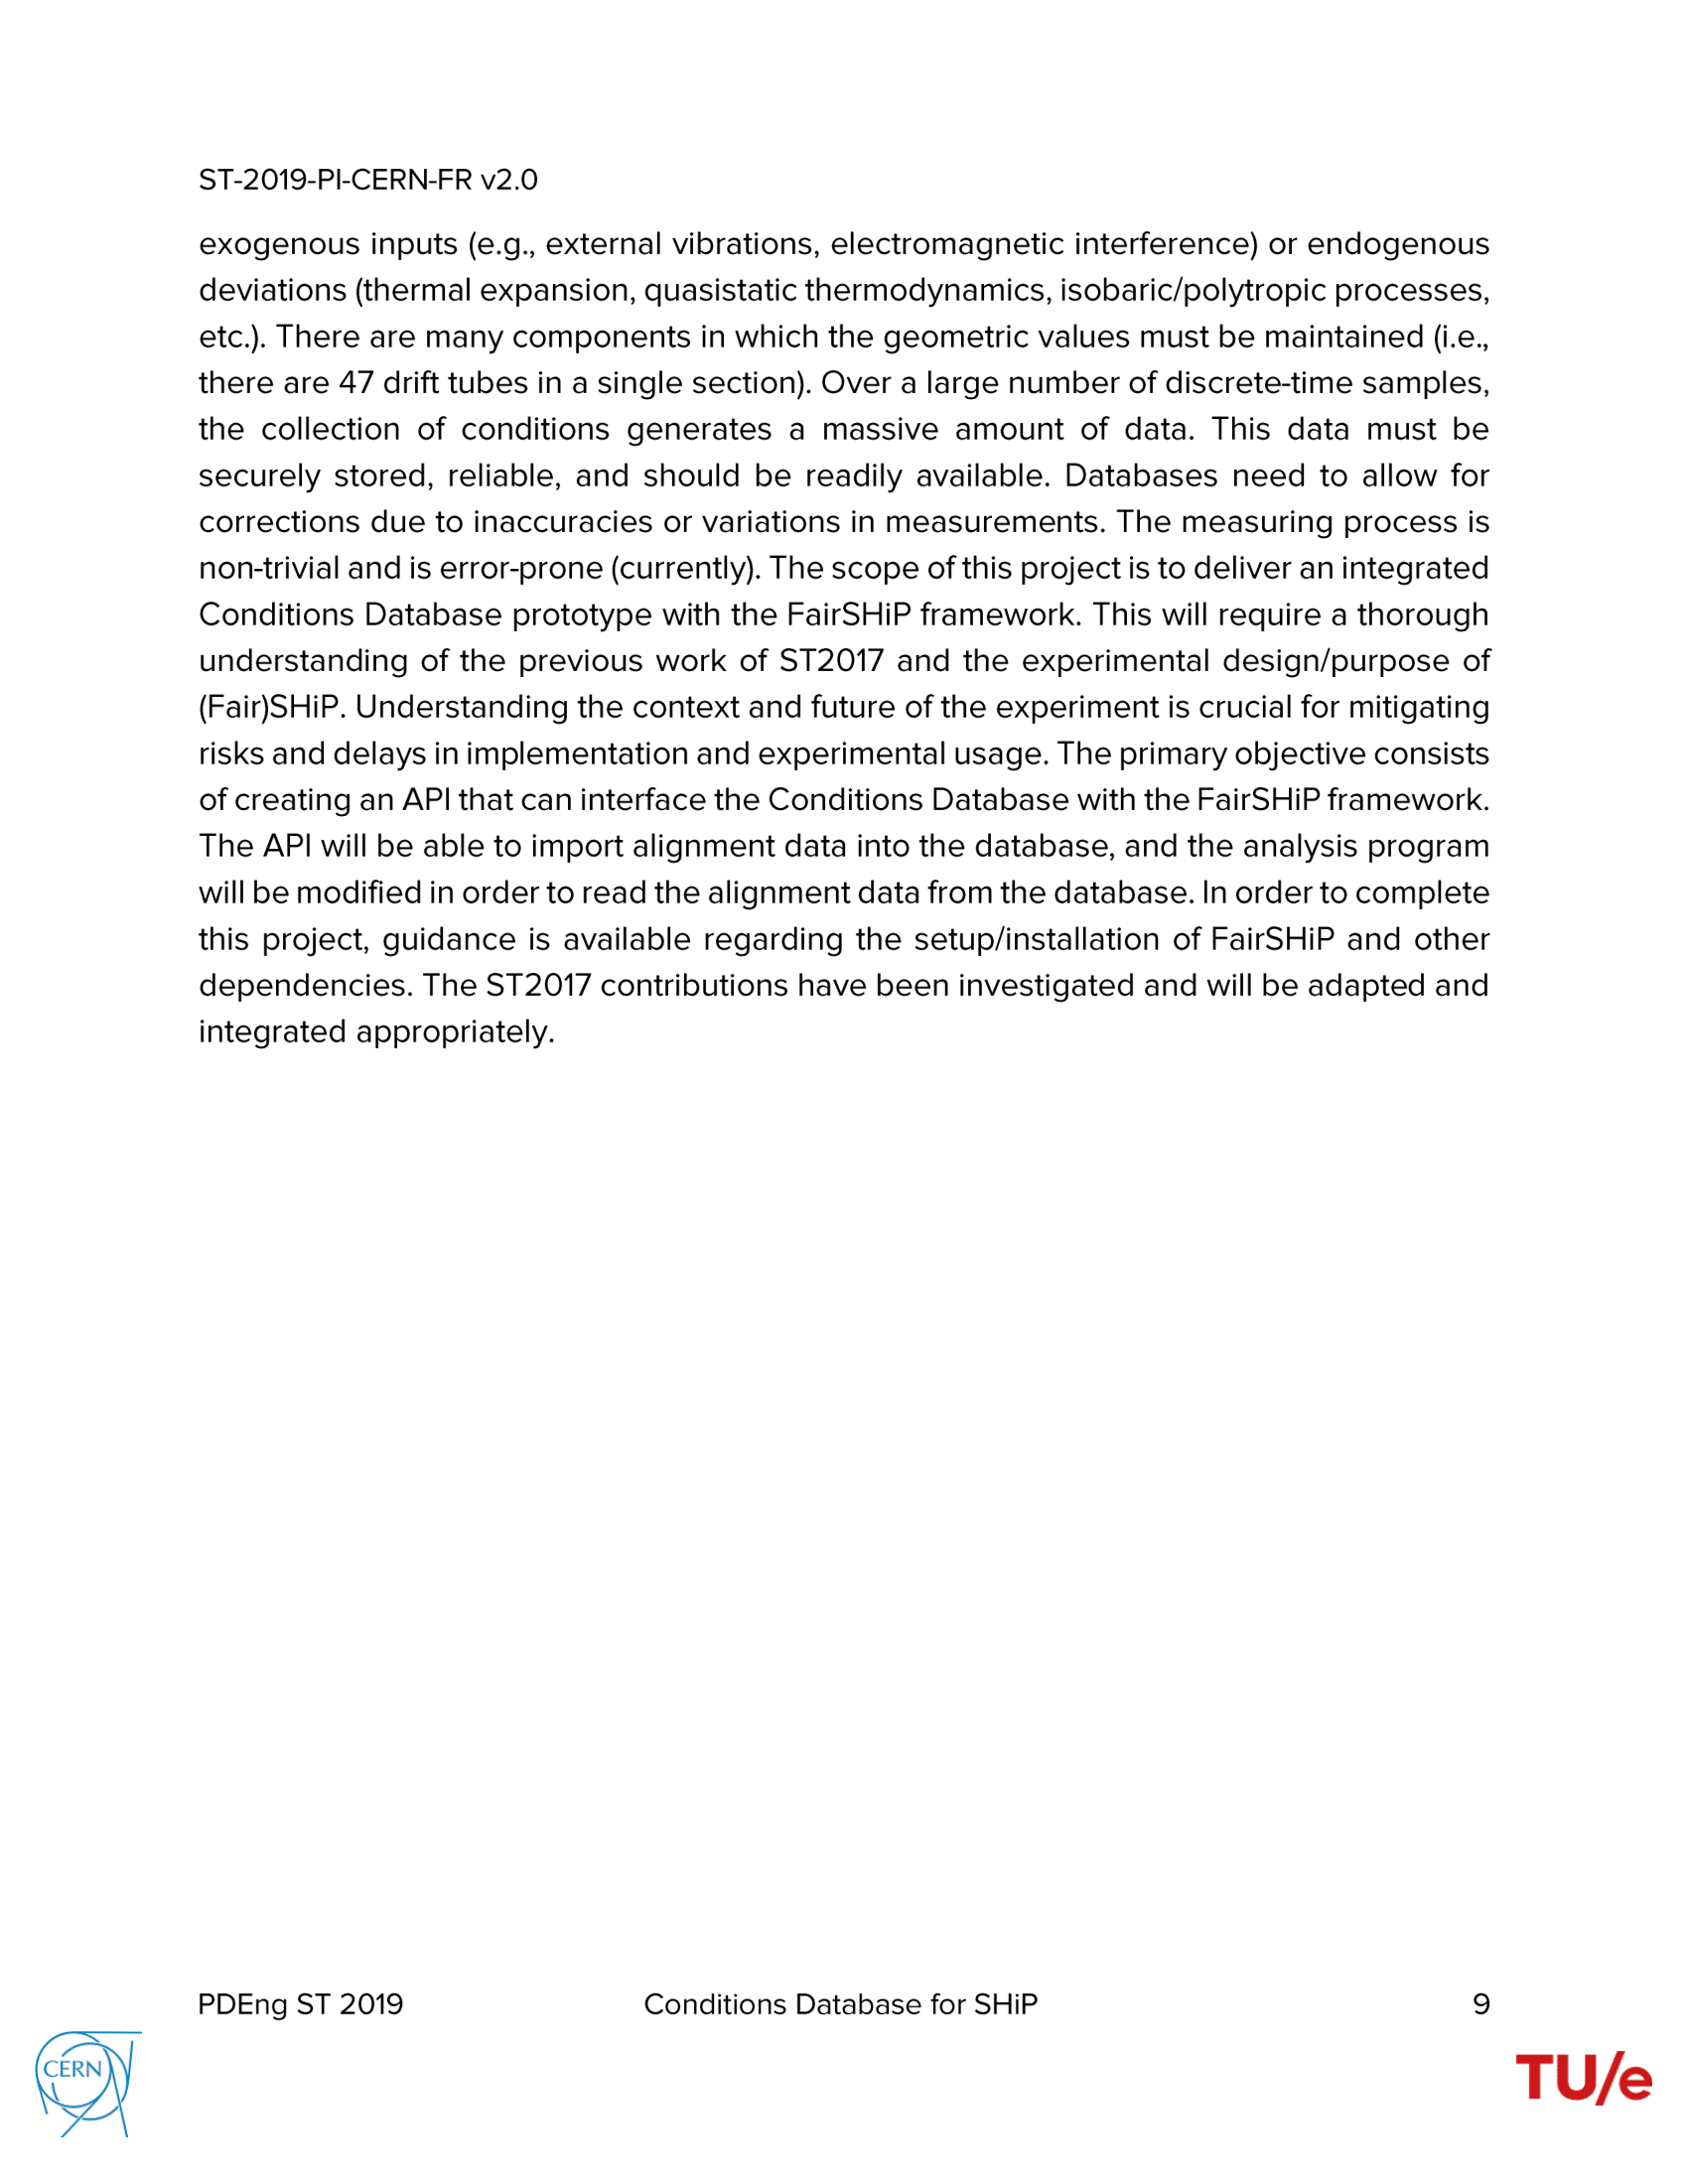 ST-2019-PI-CERN-FR v2.0
exogenous inputs (e.g., external vibrations, electromagnetic interference) or endogenous
deviations (thermal expansion, quasistatic thermodynamics, isobaric/polytropic processes,
etc.). There are many components in which the geometric values must be maintained (i.e.,
there are 47 drift tubes in a single section). Over a large number of discrete-time samples,
the collection of conditions generates a massive amount of data. This data must be
securely stored, reliable, and should be readily available. Databases need to allow for
corrections due to inaccuracies or variations in measurements. The measuring process is
non-trivial and is error-prone (currently). The scope of this project is to deliver an integrated
Conditions Database prototype with the FairSHiP framework. This will require a thorough
understanding of the previous work of ST2017 and the experimental design/purpose of
(Fair)SHiP. Understanding the context and future of the experiment is crucial for mitigating
risks and delays in implementation and experimental usage. The primary objective consists
of creating an API that can interface the Conditions Database with the FairSHiP framework.
The API will be able to import alignment data into the database, and the analysis program
will be modified in order to read the alignment data from the database. In order to complete
this project, guidance is available regarding the setup/installation of FairSHiP and other
dependencies. The ST2017 contributions have been investigated and will be adapted and
integrated appropriately.
PDEng ST 2019 Conditions Database for SHiP 9
CERN TU/e